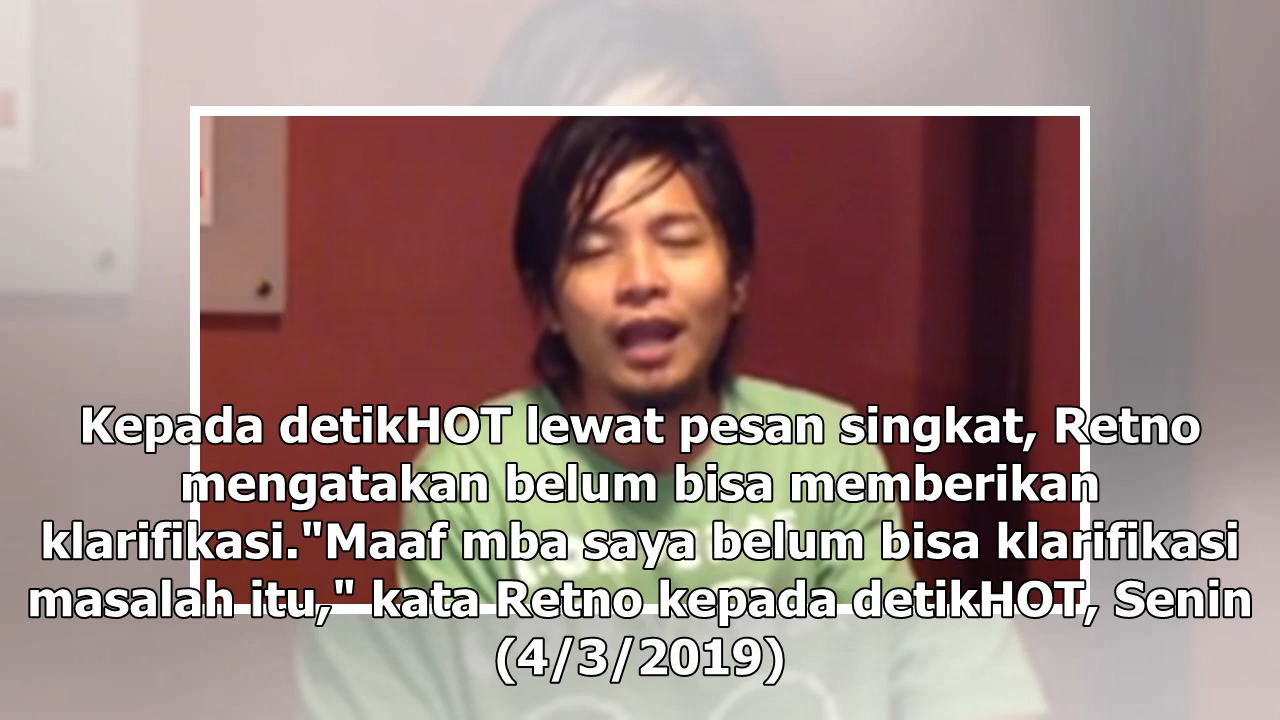 Kepada detikHOT lewat pesan singkat, Retno
mengatakan belum bisa memberikan
klarifikasi."Maaf mba saya belum bisa klarifikasi
masalah itu," kata Retno kepada detikHOT, Senin
(4/3/2019)